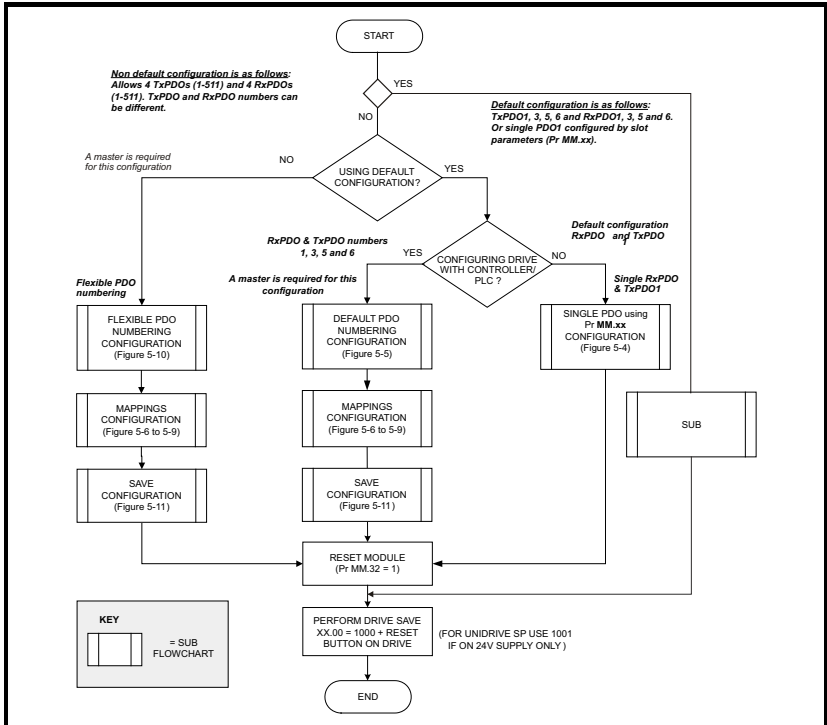 START
Non default configuration is as follows:
Allows 4 TxPDOs (1-511) and 4 RxPDOs
(1-511). TxPDO and RxPDO numbers can
be different.
YES
NO
Default configuration is as follows:
TxPDO1, 3, 5, 6 and RxPDO1, 3, 5 and 6.
Or single PDO1 configured by slot
parameters (Pr MM.xx).
A master is required
for this configuration
NO
USING DEFAULT
CONFIGURATION?
YES
RxPDO & TxPDO numbers
1, 3, 5 and 6
YES
A master is required for this
configuration
CONFIGURING DRIVE
WITH CONTROLLER/
PLC ?
NO
Default configuration
RxPDO and TxPDO
1
Single RxPDO
& TxPDO1
Flexible PDO
numbering
FLEXIBLE PDO
NUMBERING
CONFIGURATION
(Figure 5-10)
DEFAULT PDO
NUMBERING
CONFIGURATION
(Figure 5-5)
SINGLE PDO using
Pr MM.xx
CONFIGURATION
(Figure 5-4)
MAPPINGS
CONFIGURATION
(Figure 5-6 to 5-9)
MAPPINGS
CONFIGURATION
(Figure 5-6 to 5-9)
SUB
SAVE
CONFIGURATION
(Figure 5-11)
SAVE
CONFIGURATION
(Figure 5-11)
RESET MODULE
(Pr MM.32 = 1)
PERFORM DRIVE SAVE
XX.00 = 1000 + RESET
BUTTON ON DRIVE
(FOR UNIDRIVE SP USE 1001
IF ON 24V SUPPLY ONLY )
KEY
= SUB
FLOWCHART
END